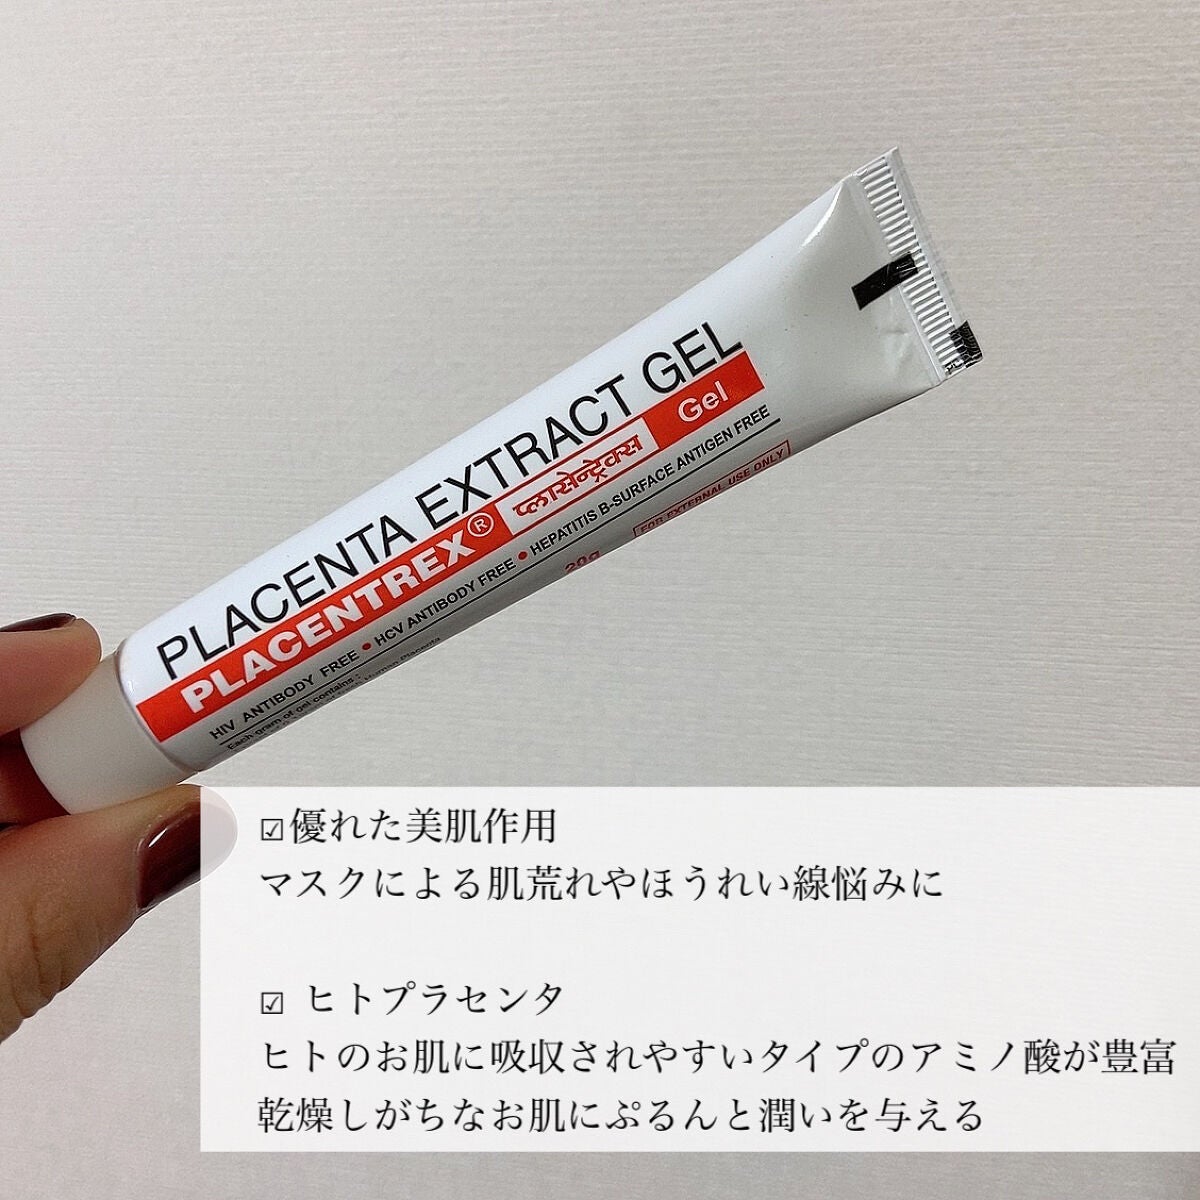 PLACENTA EXTRACT GEL
PLACENTREX® प्लासेन्ट्रेक्स Gel
HIV ANTIBODY FREE • HCV ANTIBODY FREE • HEPATITIS B-SURFACE ANTIGEN FREE
20g
FOR EXTERNAL USE ONLY
Each gram of gel contains :
Human Placenta
☑優れた美肌作用
マスクによる肌荒れやほうれい線悩みに
☑ ヒトプラセンタ
ヒトのお肌に吸収されやすいタイプのアミノ酸が豊富
乾燥しがちなお肌にぷるんと潤いを与える